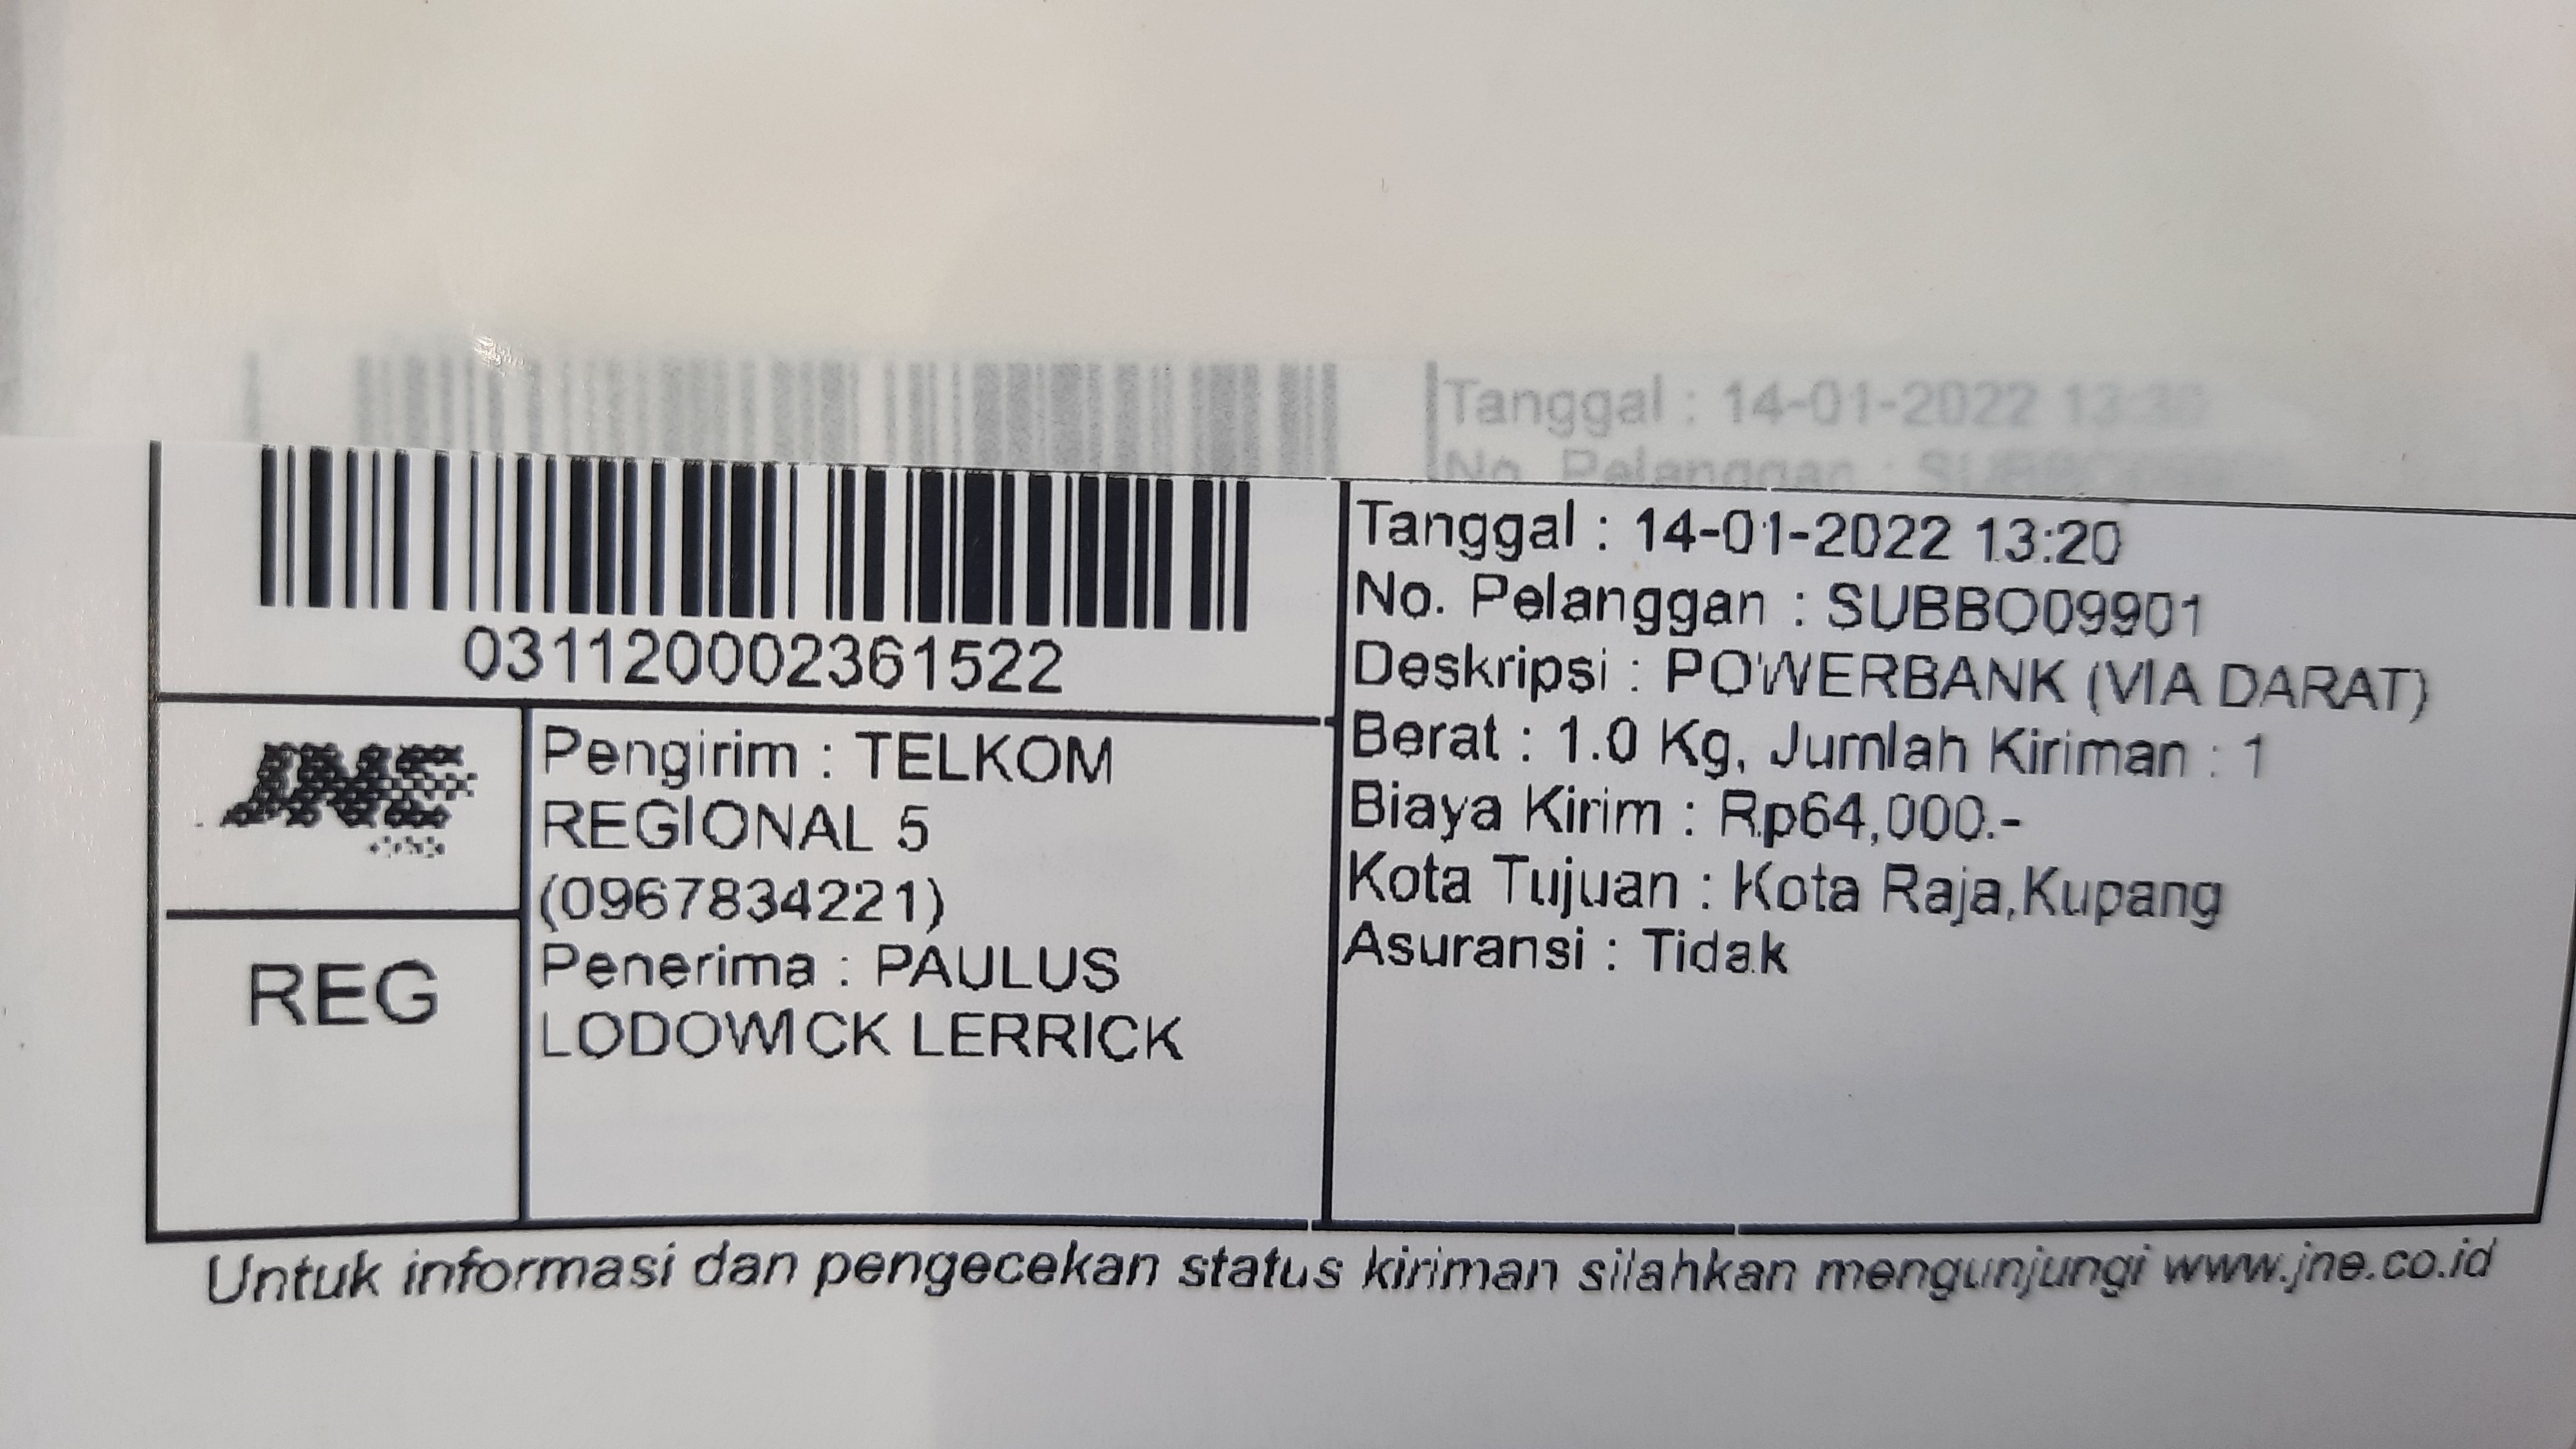 Tanggal : 14-01-2022
No. Pelanggan :
031120002361522
JNE
REG
Pengirim : TELKOM
REGIONAL 5
(0967834221)
Penerima : PAULUS
LODOWICK LERRICK
Tanggal : 14-01-2022 13:20
No. Pelanggan : SUBBO09901
Deskripsi : POWERBANK (VIA DARAT)
Berat : 1.0 Kg, Jumlah Kiriman : 1
Biaya Kirim : Rp64,000.-
Kota Tujuan : Kota Raja,Kupang
Asuransi : Tidak
Untuk informasi dan pengecekan status kiriman silahkan mengunjungi www.jne.co.id